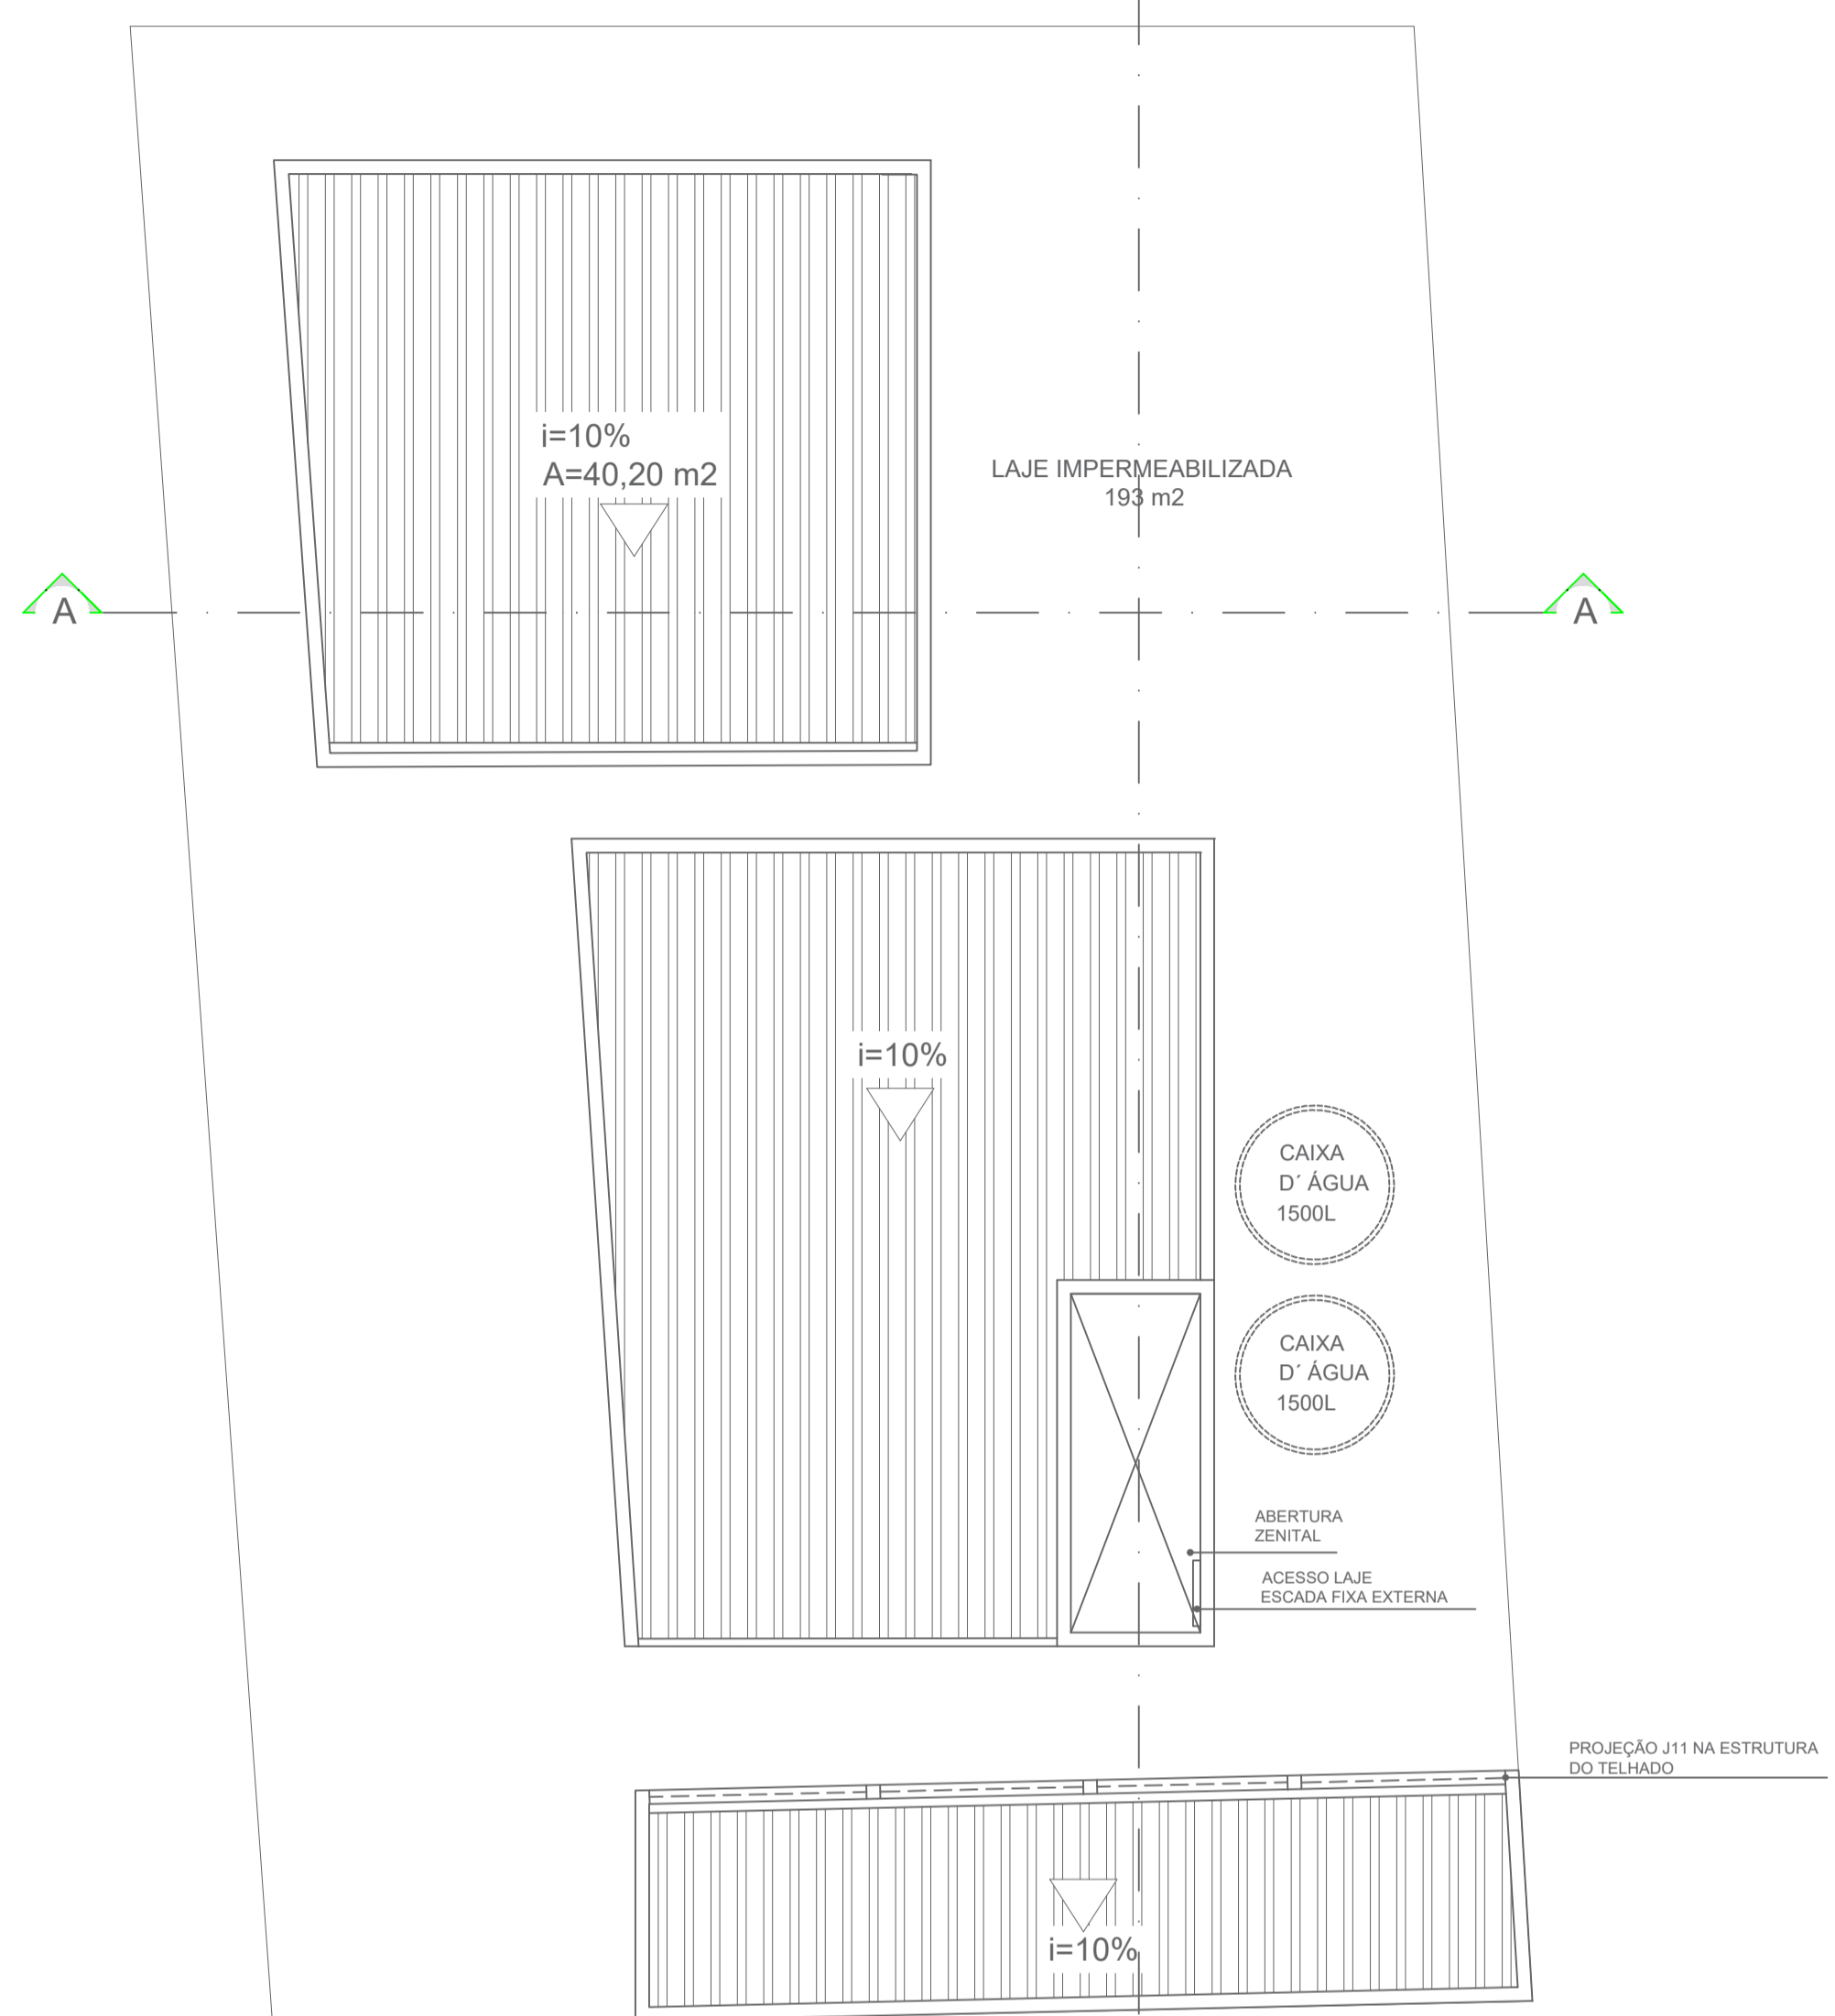 i=10%
A=40,20 m2
LAJE IMPERMEABILIZADA
193 m2
A
A
i=10%
CAIXA
D´ ÁGUA
1500L
CAIXA
D´ ÁGUA
1500L
ABERTURA
ZENITAL
ACESSO LAJE
ESCADA FIXA EXTERNA
PROJEÇÃO J11 NA ESTRUTURA
DO TELHADO
i=10%